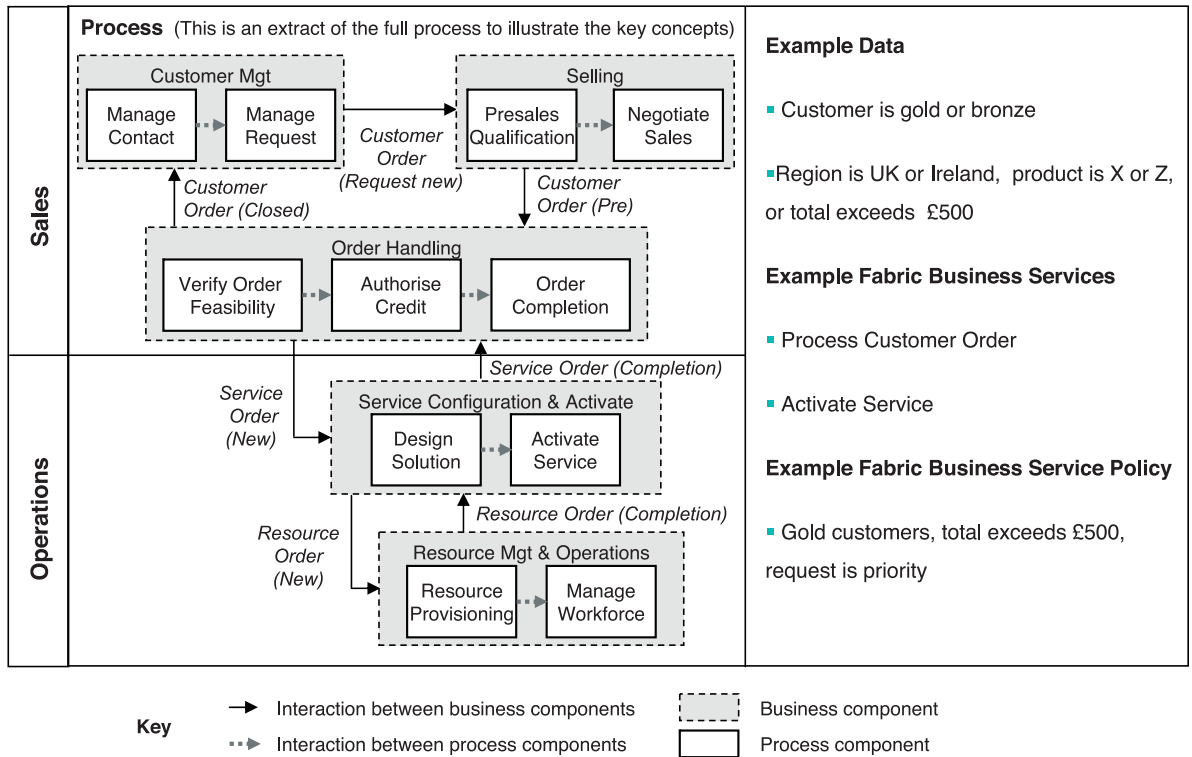 Process (This is an extract of the full process to illustrate the key concepts)
Sales
Customer Mgt
Manage
Contact
Manage
Request
Customer
Order
(Request new)
Selling
Presales
Qualification
Negotiate
Sales
Customer
Order (Closed)
Customer
Order (Pre)
Order Handling
Verify Order
Feasibility
Authorise
Credit
Order
Completion
Operations
Service
Order
(New)
Service Order (Completion)
Service Configuration & Activate
Design
Solution
Activate
Service
Resource
Order
(New)
Resource Order (Completion)
Resource Mgt & Operations
Resource
Provisioning
Manage
Workforce
Example Data
Customer is gold or bronze
Region is UK or Ireland, product is X or Z,
or total exceeds £500
Example Fabric Business Services
Process Customer Order
Activate Service
Example Fabric Business Service Policy
Gold customers, total exceeds £500,
request is priority
Key
Interaction between business components
Interaction between process components
Business component
Process component